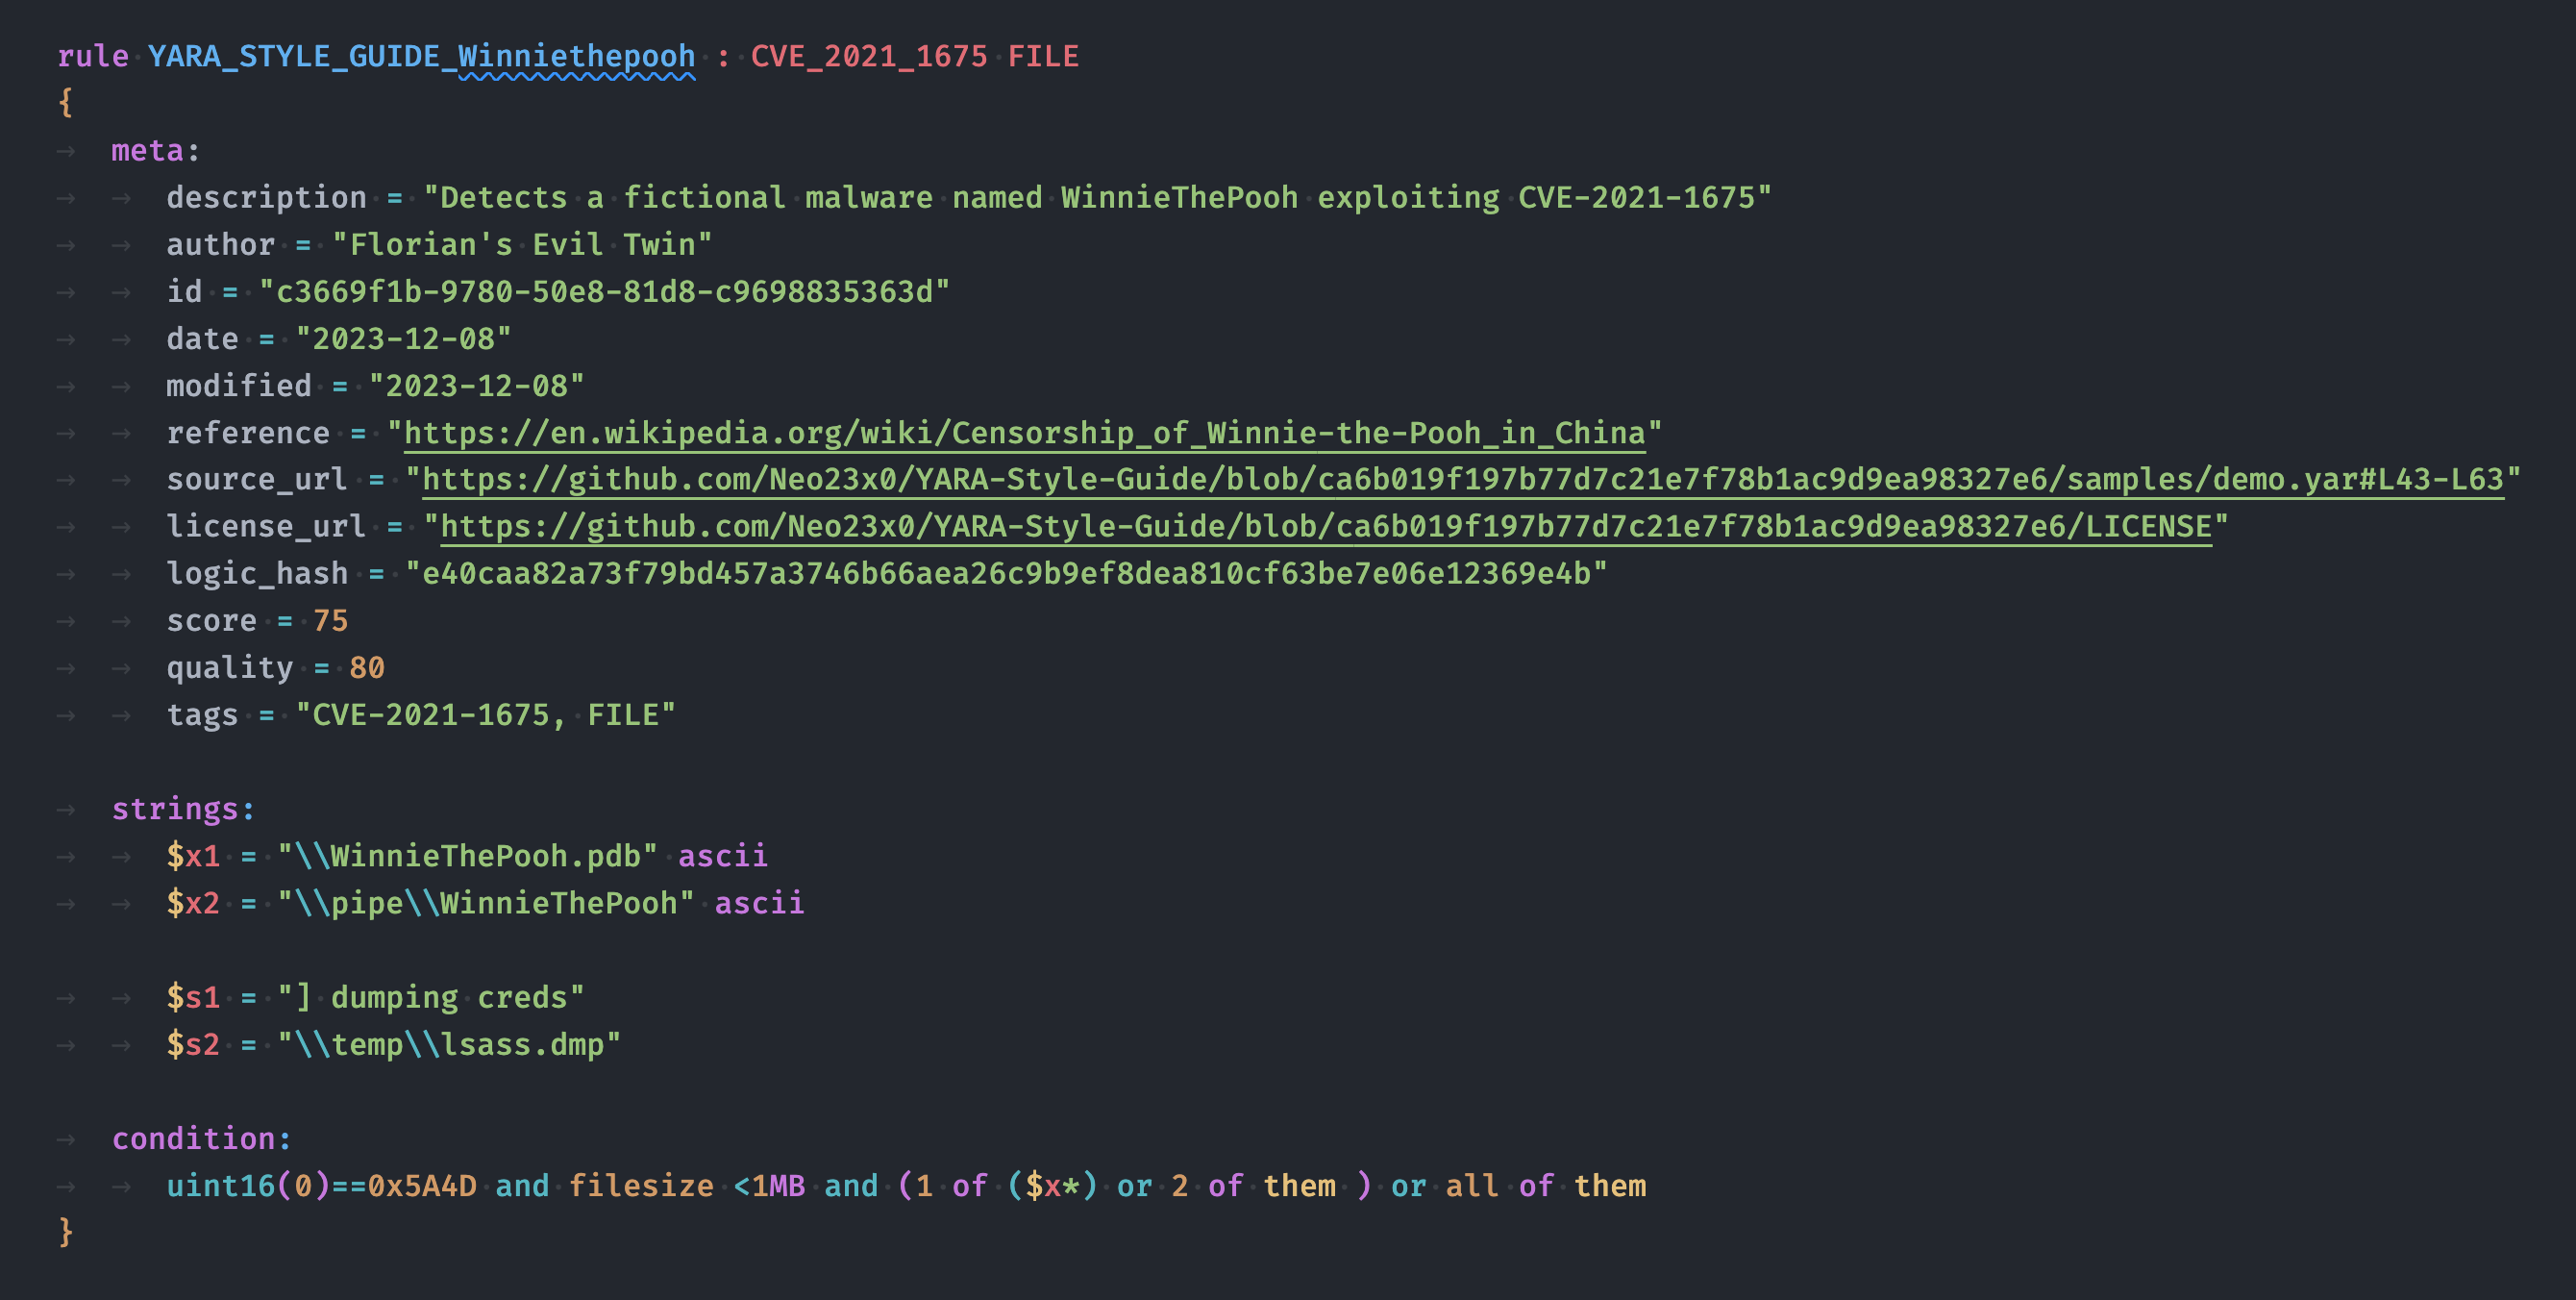 rule YARA_STYLE_GUIDE_Winniethepooh : CVE_2021_1675 FILE
{
meta:
description = "Detects a fictional malware named WinnieThePooh exploiting CVE-2021-1675"
author = "Florian's Evil Twin"
id = "c3669f1b-9780-50e8-81d8-c9698835363d"
date = "2023-12-08"
modified = "2023-12-08"
reference = "https://en.wikipedia.org/wiki/Censorship_of_Winnie-the-Pooh_in_China"
source_url = "https://github.com/Neo23x0/YARA-Style-Guide/blob/ca6b019f197b77d7c21e7f78b1ac9d9ea98327e6/samples/demo.yar#L43-L63"
license_url = "https://github.com/Neo23x0/YARA-Style-Guide/blob/ca6b019f197b77d7c21e7f78b1ac9d9ea98327e6/LICENSE"
logic_hash = "e40caa82a73f79bd457a3746b66aea26c9b9ef8dea810cf63be7e06e12369e4b"
score = 75
quality = 80
tags = "CVE-2021-1675, FILE"
strings:
$x1 = "\\WinnieThePooh.pdb" ascii
$x2 = "\\pipe\\WinnieThePooh" ascii
$s1 = "] dumping creds"
$s2 = "\\temp\\lsass.dmp"
condition:
uint16(0)==0x5A4D and filesize <1MB and (1 of ($x*) or 2 of them ) or all of them
}